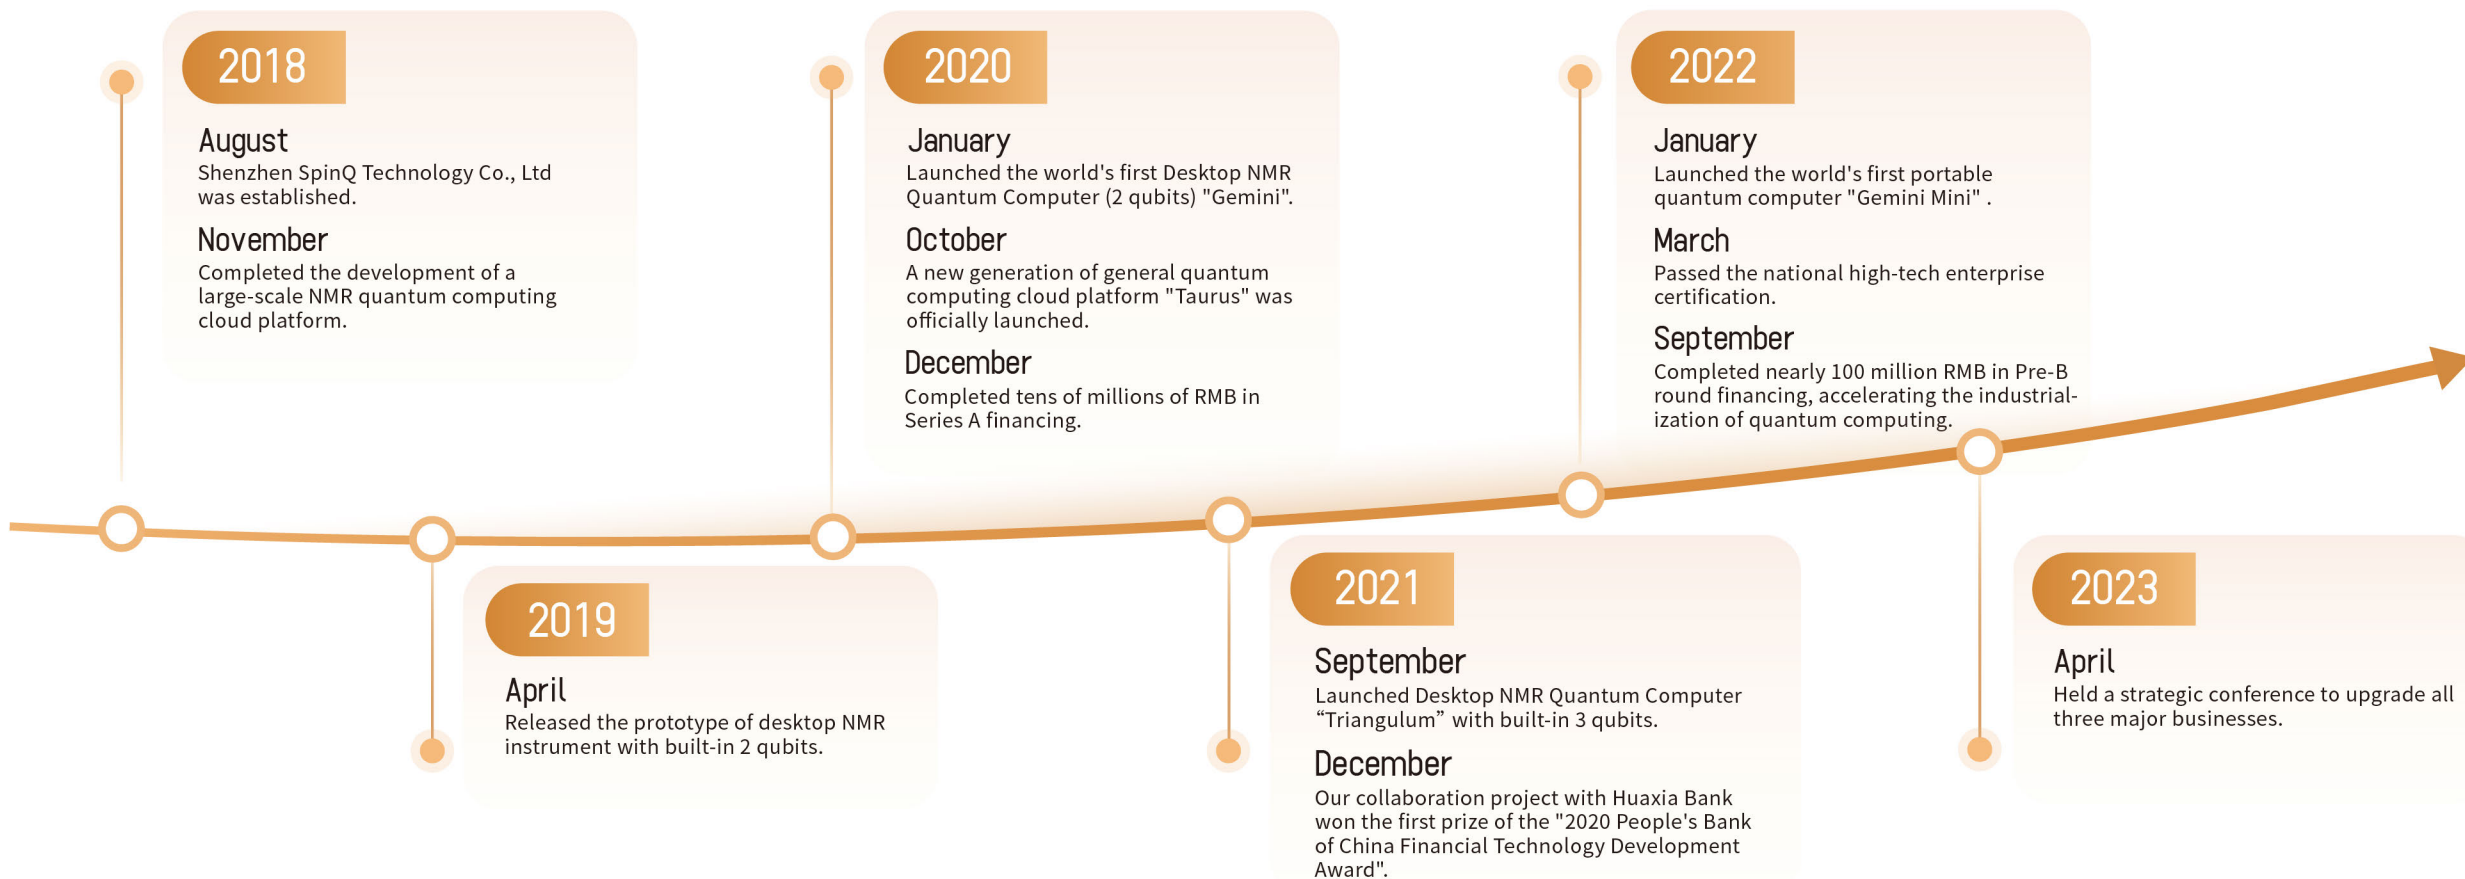 2018
August
Shenzhen SpinQ Technology Co., Ltd
was established.
November
Completed the development of a
large-scale NMR quantum computing
cloud platform.
2019
April
Released the prototype of desktop NMR
instrument with built-in 2 qubits.
2020
January
Launched the world's first Desktop NMR
Quantum Computer (2 qubits) "Gemini".
October
A new generation of general quantum
computing cloud platform "Taurus" was
officially launched.
December
Completed tens of millions of RMB in
Series A financing.
2021
September
Launched Desktop NMR Quantum Computer
“Triangulum” with built-in 3 qubits.
December
Our collaboration project with Huaxia Bank
won the first prize of the "2020 People's Bank
of China Financial Technology Development
Award".
2022
January
Launched the world's first portable
quantum computer "Gemini Mini" .
March
Passed the national high-tech enterprise
certification.
September
Completed nearly 100 million RMB in Pre-B
round financing, accelerating the industrial-
ization of quantum computing.
2023
April
Held a strategic conference to upgrade all
three major businesses.